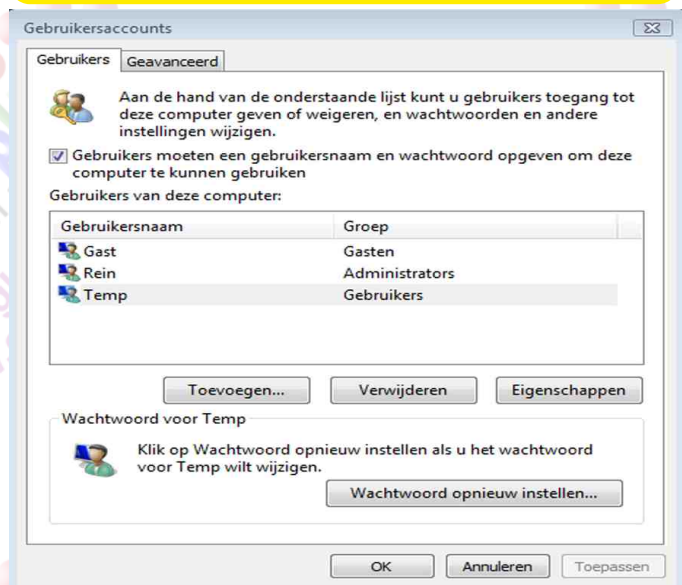 Gebruikersaccounts
Gebruikers
Geavanceerd
Aan de hand van de onderstaande lijst kunt u gebruikers toegang tot
deze computer geven of weigeren, en wachtwoorden en andere
instellingen wijzigen.
Gebruikers moeten een gebruikersnaam en wachtwoord opgeven om deze
computer te kunnen gebruiken
Gebruikers van deze computer:
Gebruikersnaam Groep
Gast Gasten
Rein Administrators
Temp Gebruikers
Toevoegen... Verwijderen Eigenschappen
Wachtwoord voor Temp
Klik op Wachtwoord opnieuw instellen als u het wachtwoord
voor Temp wilt wijzigen.
Wachtwoord opnieuw instellen...
OK Annuleren Toepassen